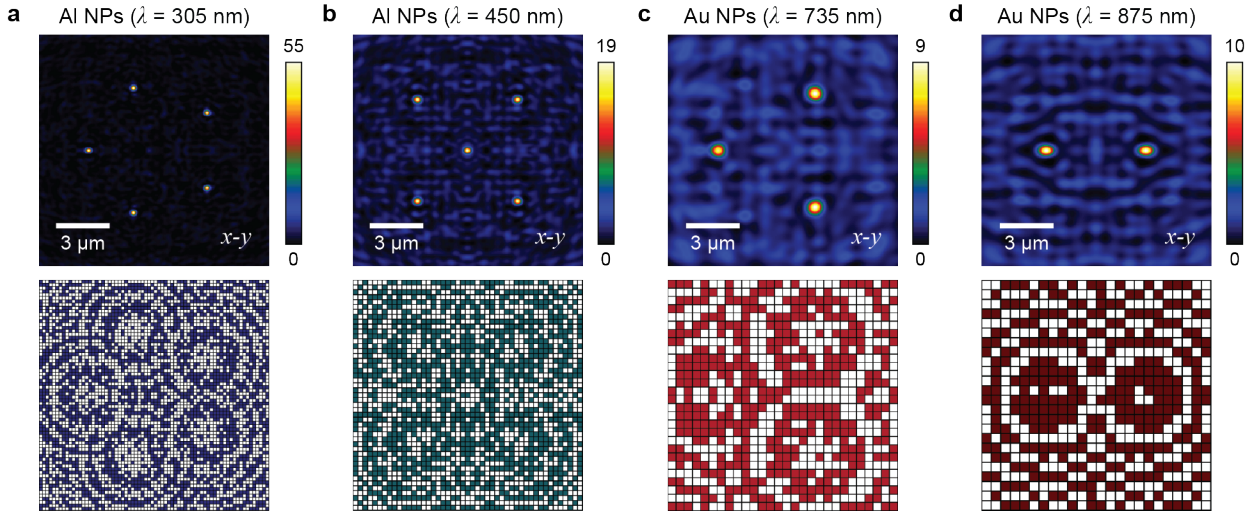 a Al NPs (λ = 305 nm)
b Al NPs (λ = 450 nm)
c Au NPs (λ = 735 nm)
d Au NPs (λ = 875 nm)
55
0
3 µm
x-y
19
0
3 µm
x-y
9
0
3 µm
x-y
10
0
3 µm
x-y